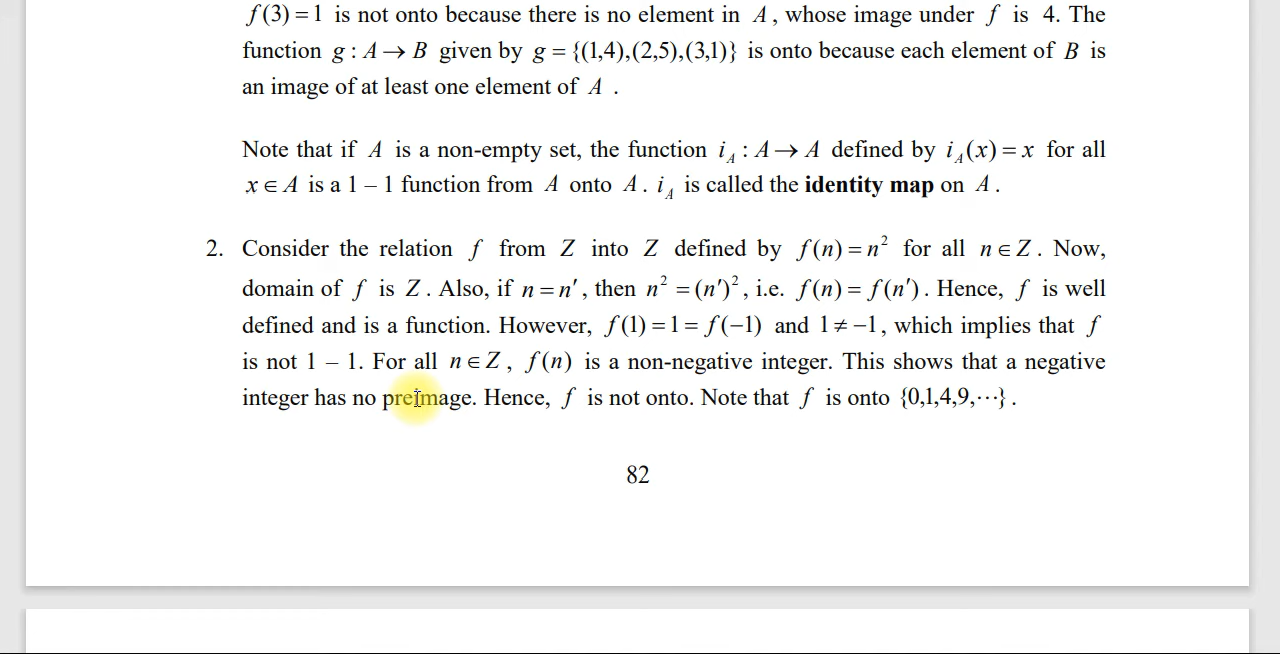 f(3) = 1 is not onto because there is no element in A, whose image under f is 4. The
function g : A → B given by g = {(1,4),(2,5),(3,1)} is onto because each element of B is
an image of at least one element of A .
Note that if A is a non-empty set, the function i_A : A → A defined by i_A(x) = x for all
x ∈ A is a 1 – 1 function from A onto A. i_A is called the identity map on A.
2. Consider the relation f from Z into Z defined by f(n) = n² for all n ∈ Z. Now,
domain of f is Z. Also, if n = n′, then n² = (n′)², i.e. f(n) = f(n′). Hence, f is well
defined and is a function. However, f(1) = 1 = f(−1) and 1 ≠ −1, which implies that f
is not 1 – 1. For all n ∈ Z, f(n) is a non-negative integer. This shows that a negative
integer has no preimage. Hence, f is not onto. Note that f is onto {0,1,4,9,⋯}.
82